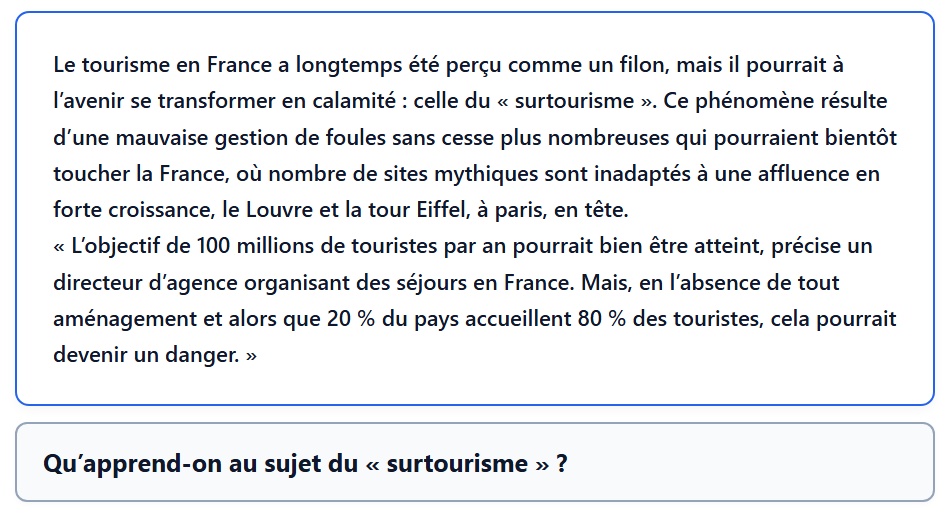 Le tourisme en France a longtemps été perçu comme un filon, mais il pourrait à
l’avenir se transformer en calamité : celle du « surtourisme ». Ce phénomène résulte
d’une mauvaise gestion de foules sans cesse plus nombreuses qui pourraient bientôt
toucher la France, où nombre de sites mythiques sont inadaptés à une affluence en
forte croissance, le Louvre et la tour Eiffel, à paris, en tête.
« L’objectif de 100 millions de touristes par an pourrait bien être atteint, précise un
directeur d’agence organisant des séjours en France. Mais, en l’absence de tout
aménagement et alors que 20 % du pays accueillent 80 % des touristes, cela pourrait
devenir un danger. »
Qu’apprend-on au sujet du « surtourisme » ?